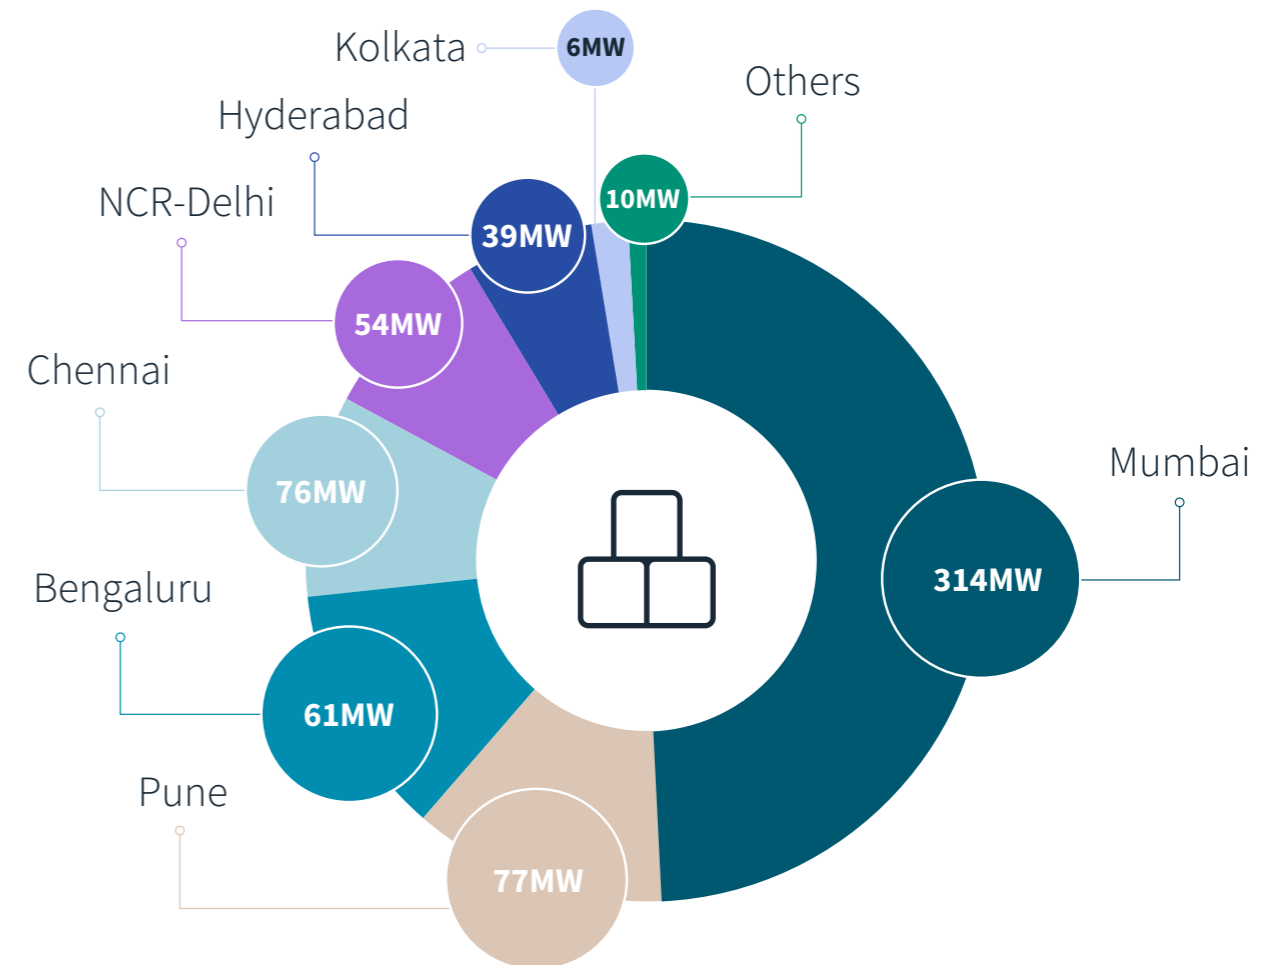 Kolkata
6MW
Others
Hyderabad
10MW
NCR-Delhi
39MW
54MW
Chennai
Mumbai
76MW
314MW
Bengaluru
61MW
Pune
77MW